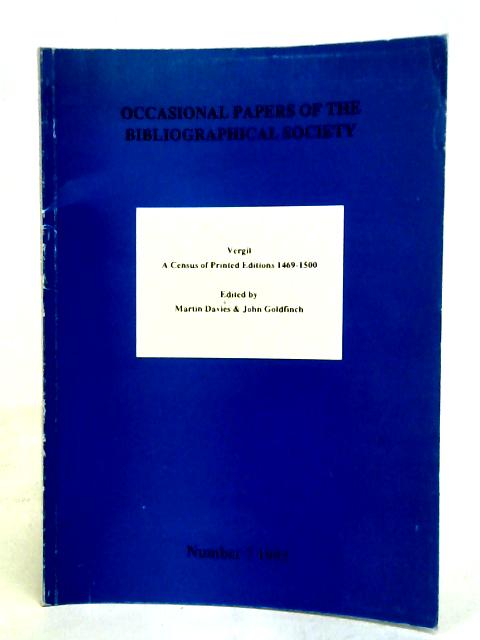 OCCASIONAL PAPERS OF THE
BIBLIOGRAPHICAL SOCIETY
Vergil
A Census of Printed Editions 1469-1500
Edited by
Martin Davies & John Goldfinch
Number